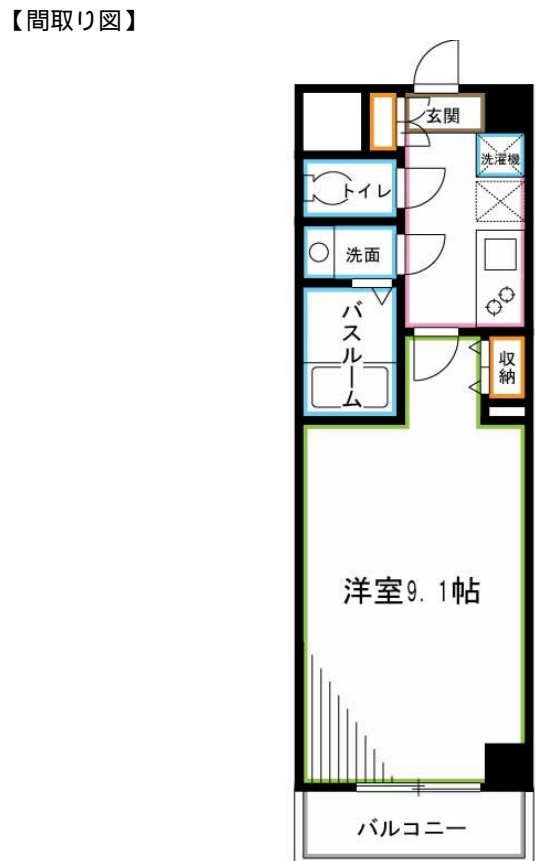 【間取り図】
玄関
洗濯機
トイレ
洗面
バスルーム
収納
洋室9.1帖
バルコニー